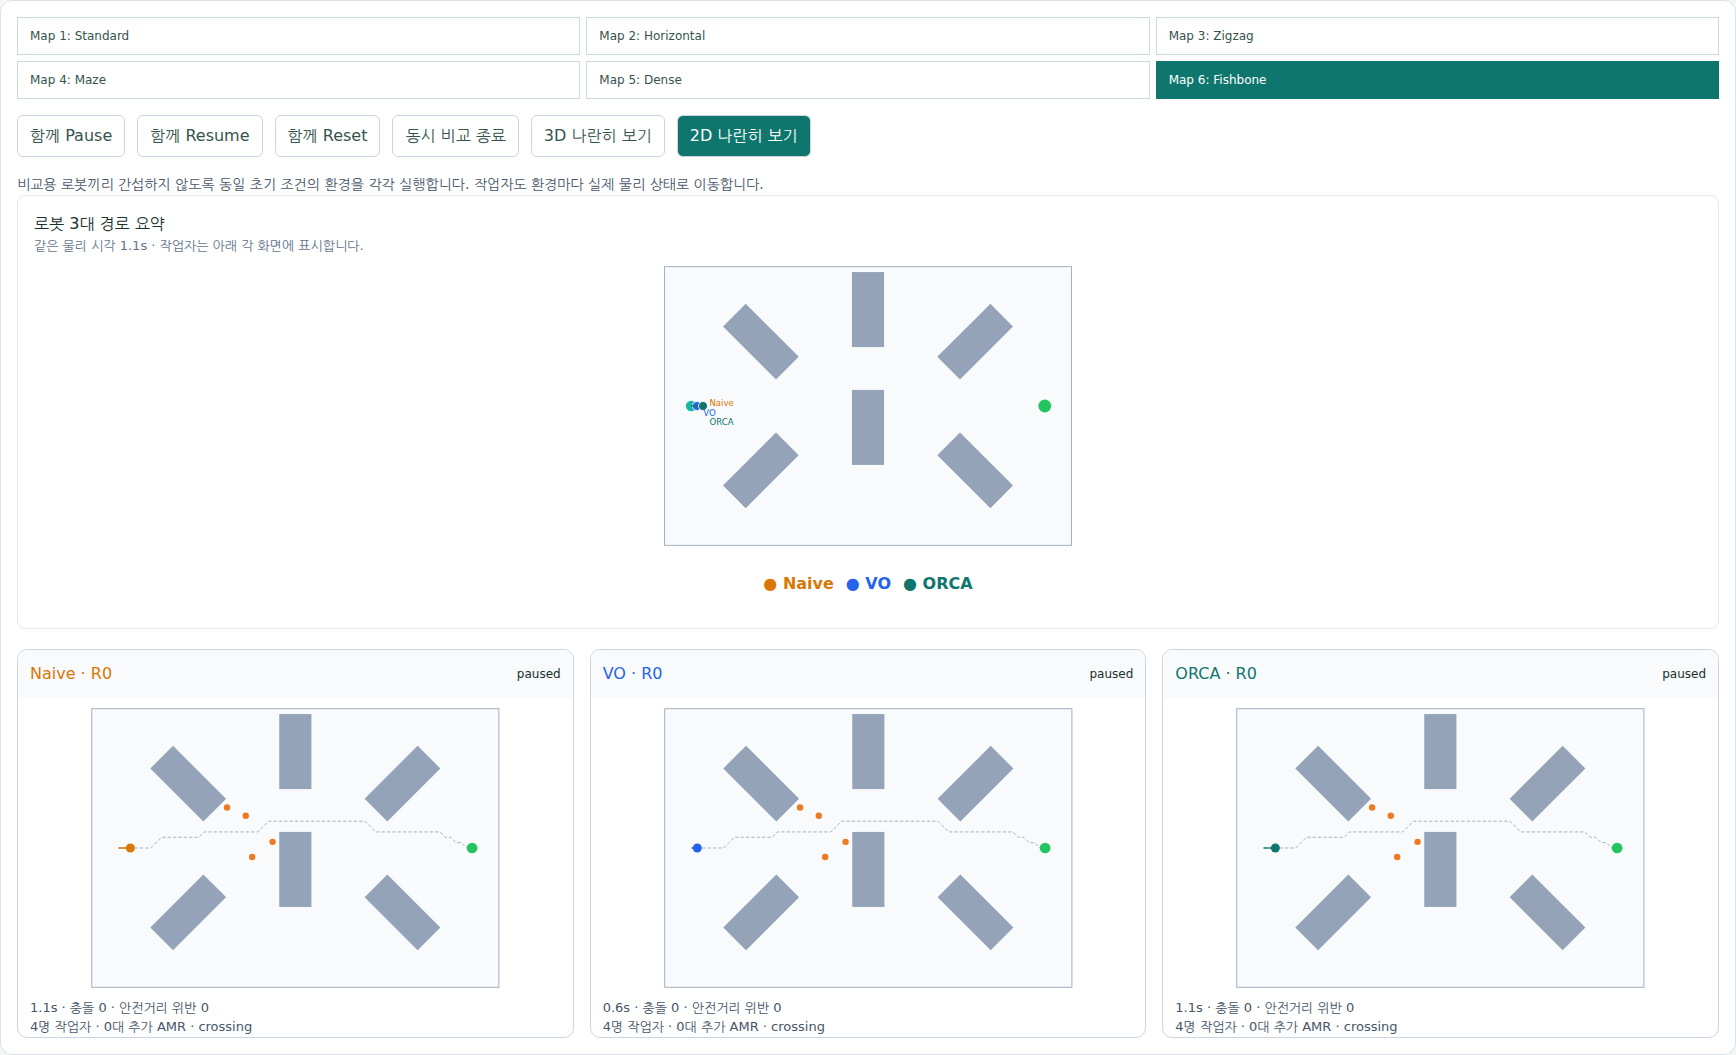 Map 1: Standard
Map 2: Horizontal
Map 3: Zigzag
Map 4: Maze
Map 5: Dense
Map 6: Fishbone
함께 Pause
함께 Resume
함께 Reset
동시 비교 종료
3D 나란히 보기
2D 나란히 보기
비교용 로봇끼리 간섭하지 않도록 동일 초기 조건의 환경을 각각 실행합니다. 작업자도 환경마다 실제 물리 상태로 이동합니다.
로봇 3대 경로 요약
같은 물리 시각 1.1s · 작업자는 아래 각 화면에 표시합니다.
Naive
VO
ORCA
Naive
VO
ORCA
Naive · R0
paused
1.1s · 충돌 0 · 안전거리 위반 0
4명 작업자 · 0대 추가 AMR · crossing
VO · R0
paused
0.6s · 충돌 0 · 안전거리 위반 0
4명 작업자 · 0대 추가 AMR · crossing
ORCA · R0
paused
1.1s · 충돌 0 · 안전거리 위반 0
4명 작업자 · 0대 추가 AMR · crossing